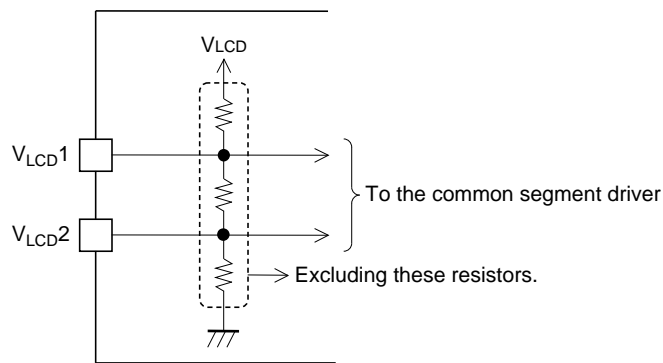 VLCD
VLCD1
To the common segment driver
VLCD2
Excluding these resistors.